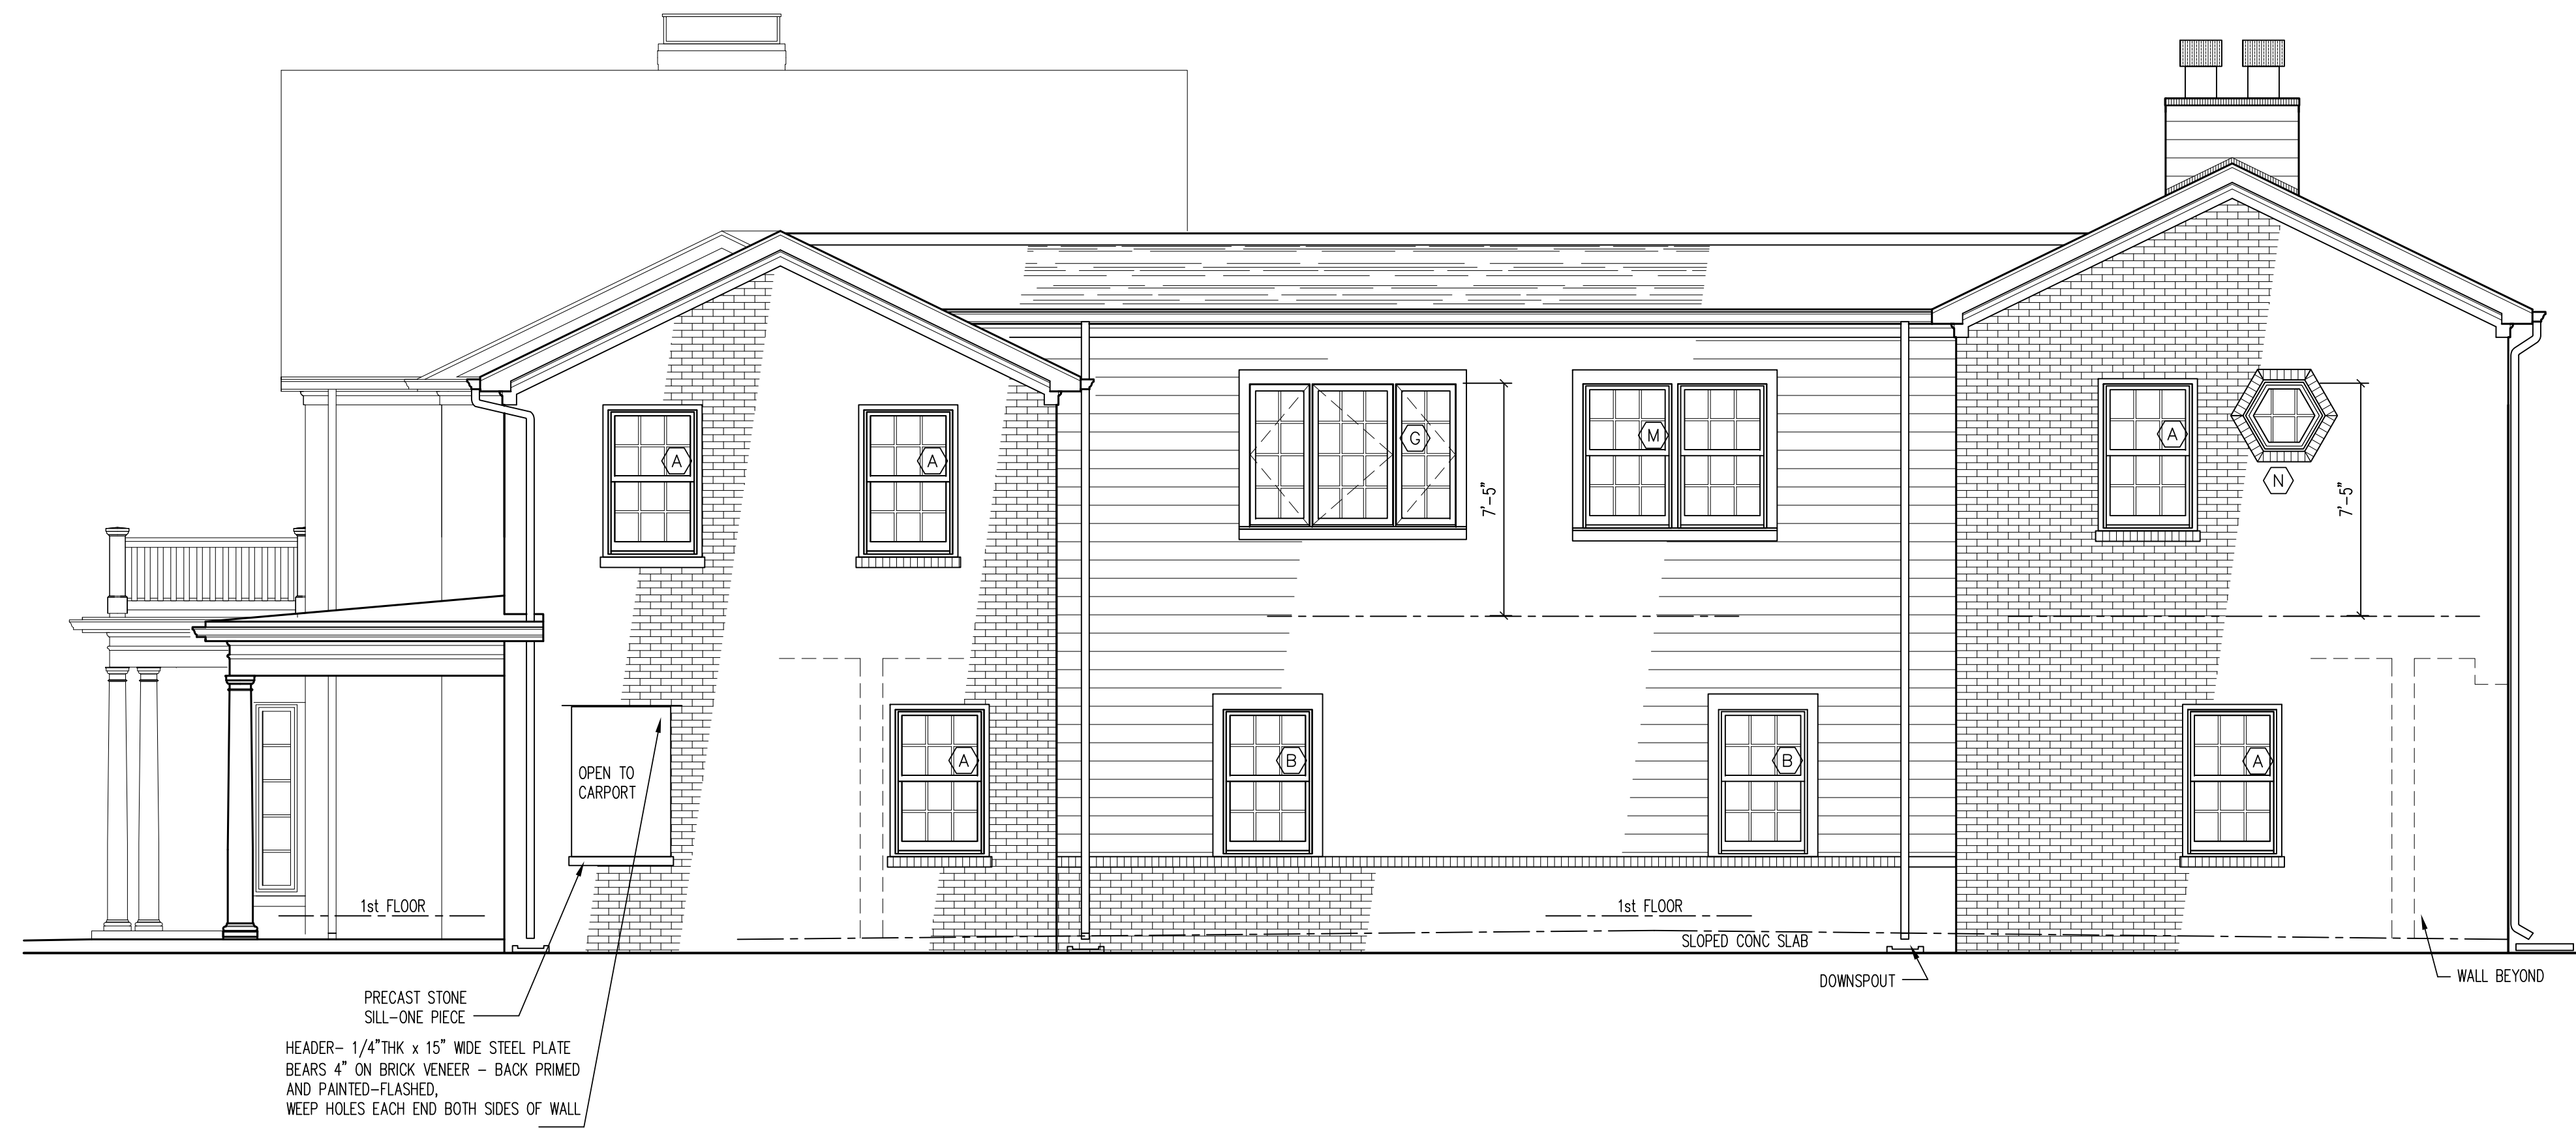 A
A
G
M
A
N
7'-5"
7'-5"
OPEN TO
CARPORT
A
B
B
A
1st FLOOR
1st FLOOR
SLOPED CONC SLAB
DOWNSPOUT
WALL BEYOND
PRECAST STONE
SILL-ONE PIECE
HEADER- 1/4"THK x 15" WIDE STEEL PLATE
BEARS 4" ON BRICK VENEER - BACK PRIMED
AND PAINTED-FLASHED,
WEEP HOLES EACH END BOTH SIDES OF WALL